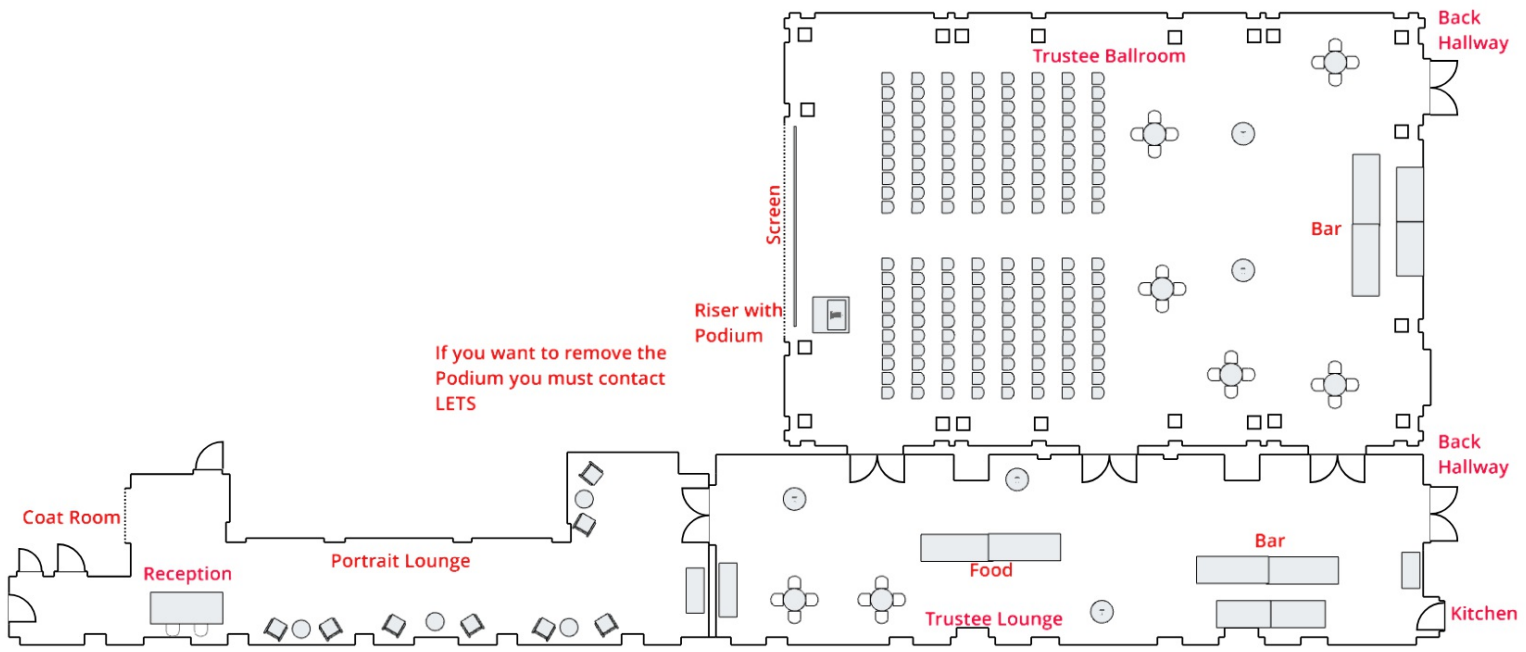 Back
Hallway
Trustee Ballroom
Screen
Bar
Riser with
Podium
If you want to remove the
Podium you must contact
LETS
Back
Hallway
Coat Room
Portrait Lounge
Reception
Bar
Food
Trustee Lounge
Kitchen